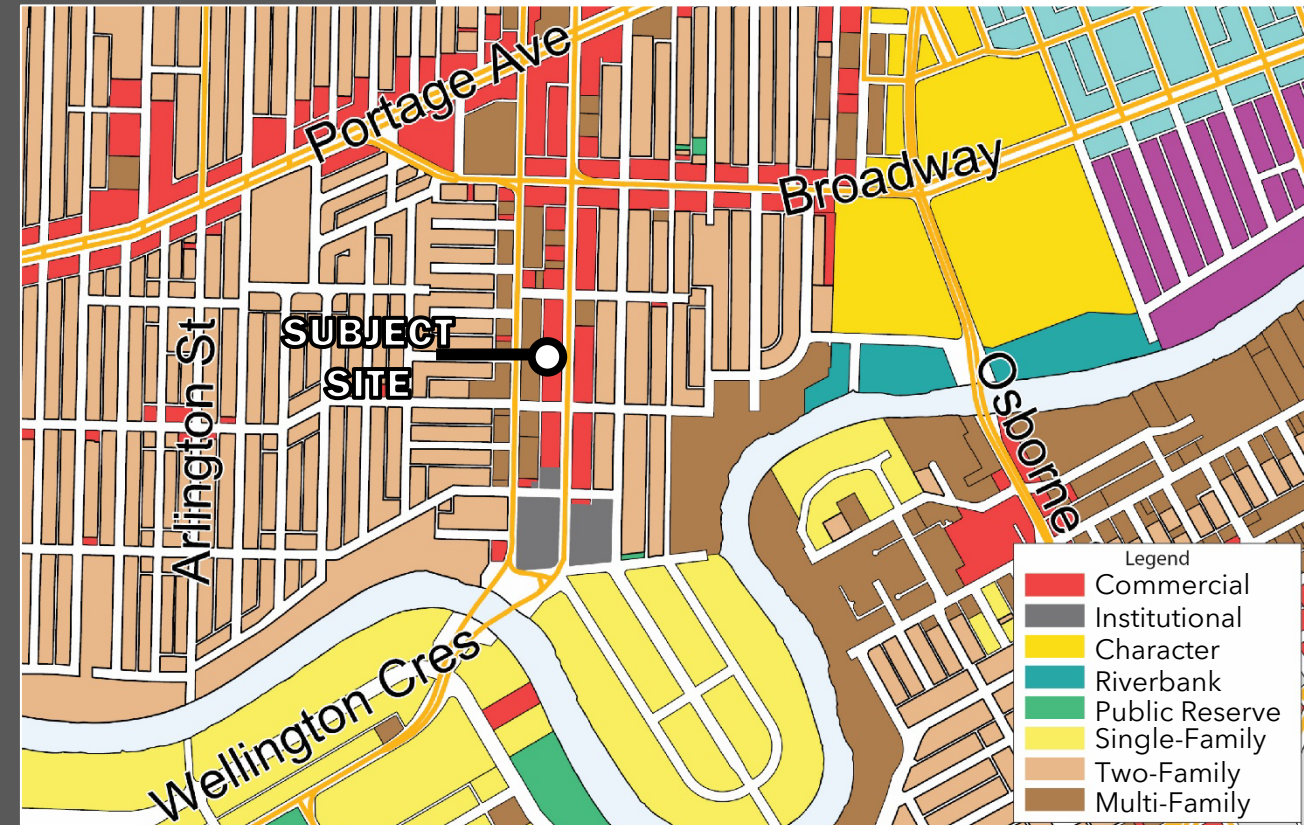 Portage Ave
Broadway
SUBJECT
SITE
Arlington St
Osborne
Wellington Cres
Legend
Commercial
Institutional
Character
Riverbank
Public Reserve
Single-Family
Two-Family
Multi-Family